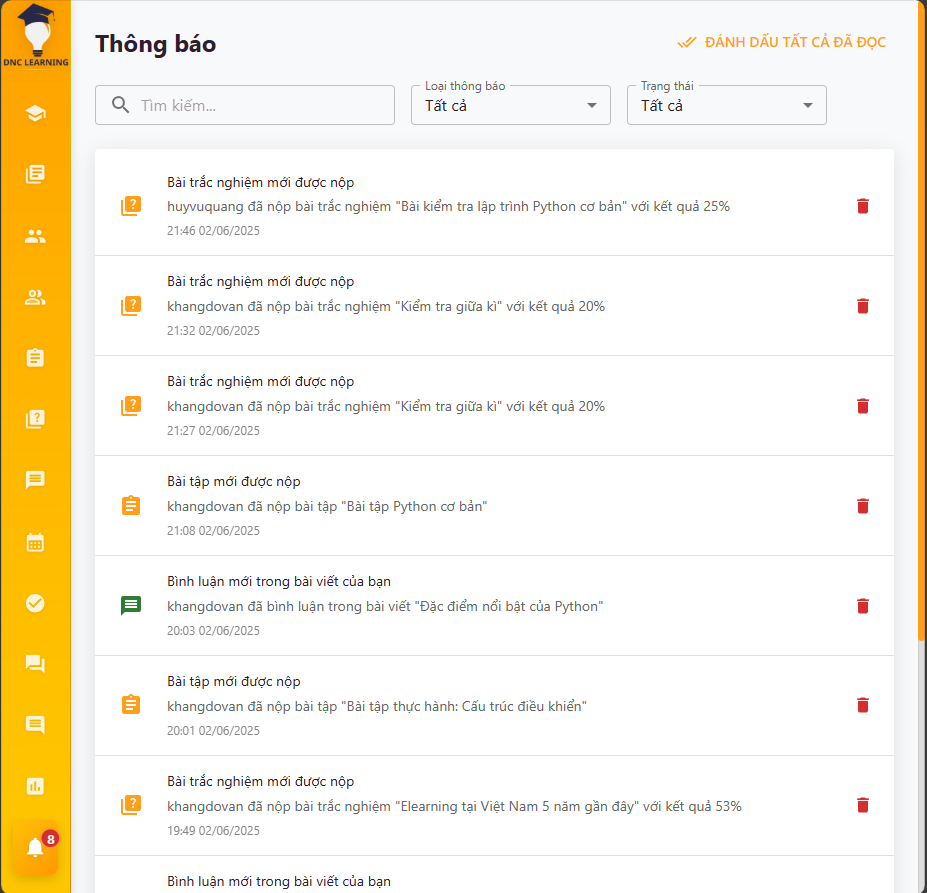 DNC LEARNING
Thông báo
ĐÁNH DẤU TẤT CẢ ĐÃ ĐỌC
Tìm kiếm...
Loại thông báo
Tất cả
Trạng thái
Tất cả
Bài trắc nghiệm mới được nộp
huyvuquang đã nộp bài trắc nghiệm "Bài kiểm tra lập trình Python cơ bản" với kết quả 25%
21:46 02/06/2025
Bài trắc nghiệm mới được nộp
khangdovan đã nộp bài trắc nghiệm "Kiểm tra giữa kì" với kết quả 20%
21:32 02/06/2025
Bài trắc nghiệm mới được nộp
khangdovan đã nộp bài trắc nghiệm "Kiểm tra giữa kì" với kết quả 20%
21:27 02/06/2025
Bài tập mới được nộp
khangdovan đã nộp bài tập "Bài tập Python cơ bản"
21:08 02/06/2025
Bình luận mới trong bài viết của bạn
khangdovan đã bình luận trong bài viết "Đặc điểm nổi bật của Python"
20:03 02/06/2025
Bài tập mới được nộp
khangdovan đã nộp bài tập "Bài tập thực hành: Cấu trúc điều khiển"
20:01 02/06/2025
Bài trắc nghiệm mới được nộp
khangdovan đã nộp bài trắc nghiệm "Elearning tại Việt Nam 5 năm gần đây" với kết quả 53%
19:49 02/06/2025
8
Bình luận mới trong bài viết của bạn